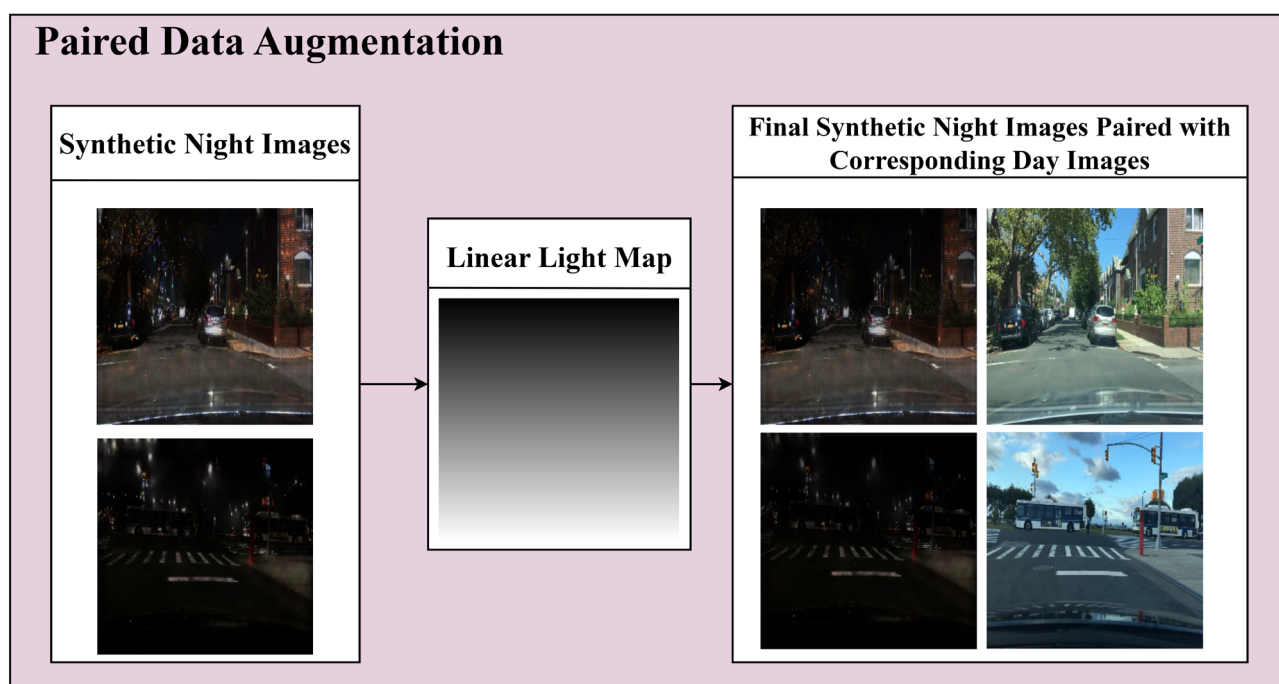 Paired Data Augmentation
Synthetic Night Images
Linear Light Map
Final Synthetic Night Images Paired with
Corresponding Day Images